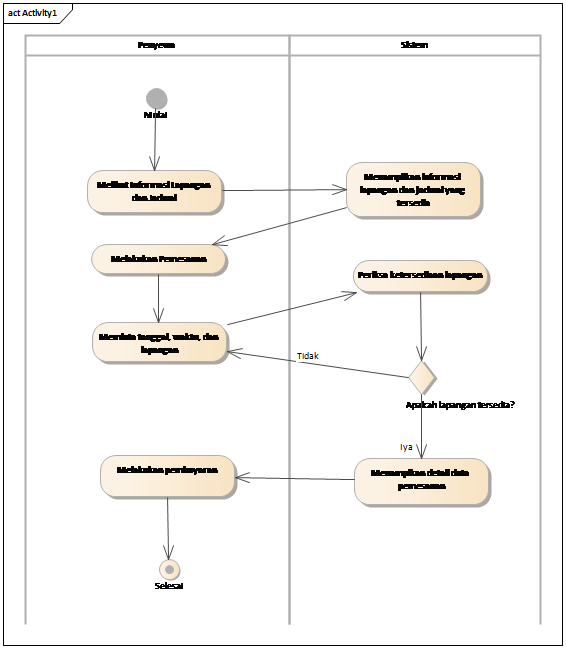 act Activity1
Penyewa
Sistem
Mulai
Melihat Informasi Lapangan
dan Jadwal
Menampilkan informasi
lapangan dan jadwal yang
tersedia
Melakukan Pemesanan
Periksa ketersediaan lapangan
Memilih tanggal, waktu, dan
lapangan
Tidak
Apakah lapangan tersedia?
Iya
Melakukan pembayaran
Menampilkan detail data
pemesanan
Selesai